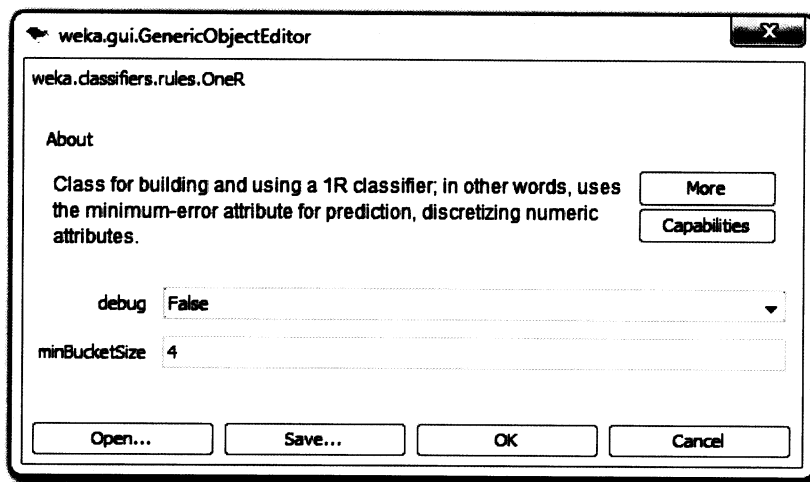 weka.gui.GenericObjectEditor
X
weka.classifiers.rules.OneR
About
Class for building and using a 1R classifier; in other words, uses
the minimum-error attribute for prediction, discretizing numeric
attributes.
More
Capabilities
debug False
minBucketSize 4
Open... Save... OK Cancel